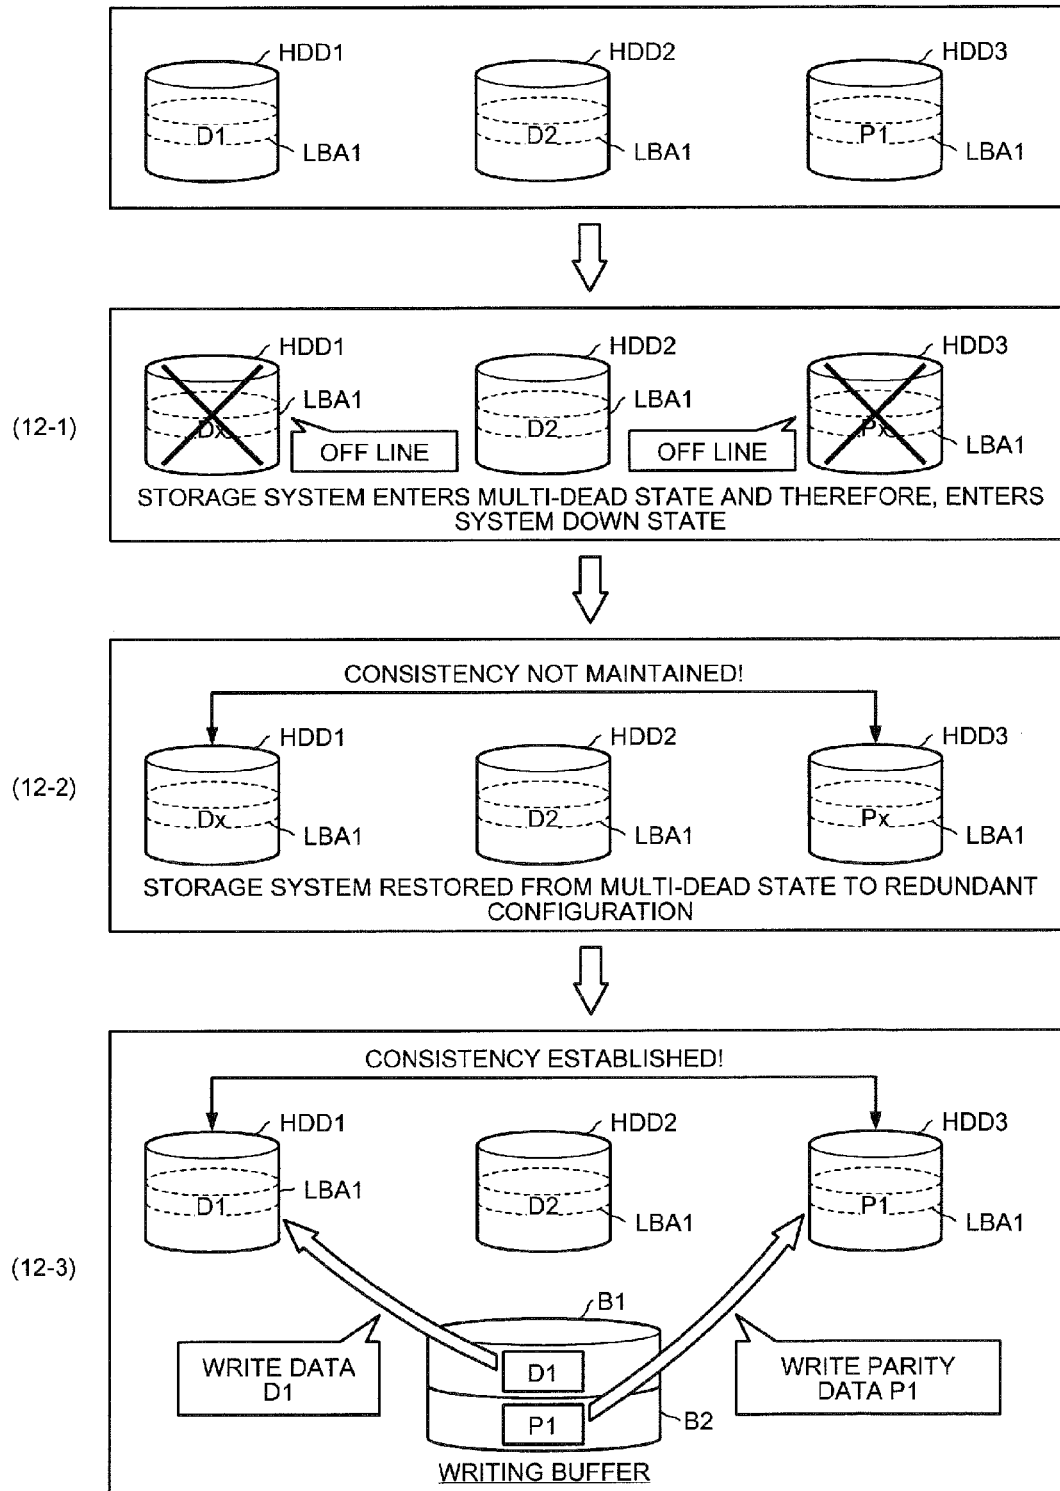 HDD1
HDD2
HDD3
D1
D2
P1
LBA1
LBA1
LBA1
(12-1)
HDD1
HDD2
HDD3
LBA1
LBA1
Dx
D2
Px
LBA1
OFF LINE
OFF LINE
STORAGE SYSTEM ENTERS MULTI-DEAD STATE AND THEREFORE, ENTERS
SYSTEM DOWN STATE
(12-2)
CONSISTENCY NOT MAINTAINED!
HDD1
HDD2
HDD3
Dx
D2
Px
LBA1
LBA1
LBA1
STORAGE SYSTEM RESTORED FROM MULTI-DEAD STATE TO REDUNDANT
CONFIGURATION
(12-3)
CONSISTENCY ESTABLISHED!
HDD1
HDD2
HDD3
D1
LBA1
D2
P1
LBA1
LBA1
B1
WRITE DATA
D1
D1
WRITE PARITY
DATA P1
P1
B2
WRITING BUFFER